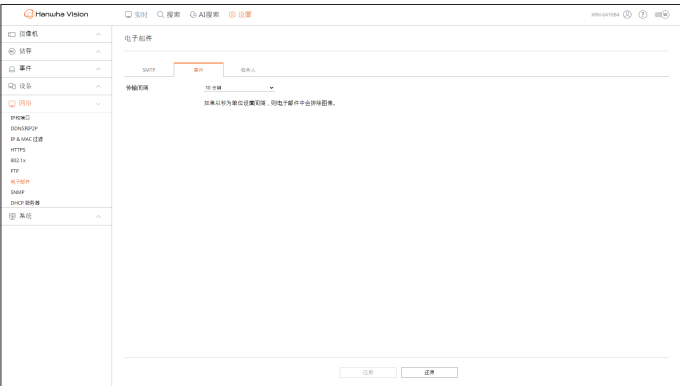 Hanwha Vision
实时 搜索 AI搜索 设置
XRN-6410B4
摄像机
储存
事件
设备
网络
IP和端口
DDNS和P2P
IP & MAC 过滤
HTTPS
802.1x
FTP
电子邮件
SNMP
DHCP 服务器
系统
电子邮件
SMTP 事件 收件人
传输间隔 10 分钟
如果以秒为单位设置间隔，则电子邮件中会排除图像。
应用 还原